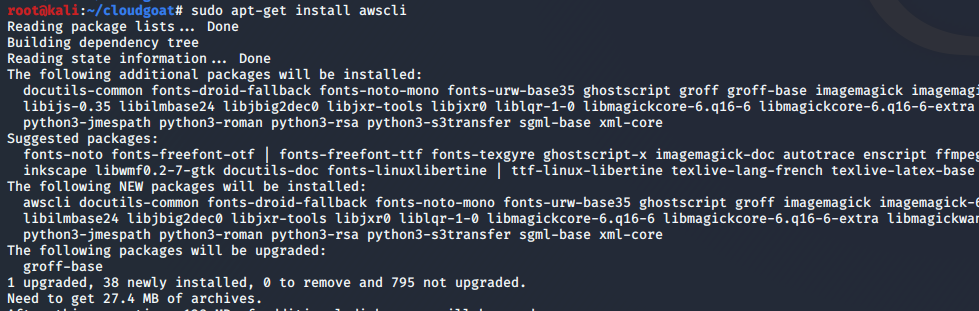 root@kali:~/cloudgoat# sudo apt-get install awscli
Reading package lists... Done
Building dependency tree
Reading state information... Done
The following additional packages will be installed:
docutils-common fonts-droid-fallback fonts-noto-mono fonts-urw-base35 ghostscript groff groff-base imagemagick imagemagi
libijs-0.35 libilmbase24 libjbig2dec0 libjxr-tools libjxr0 liblqr-1-0 libmagickcore-6.q16-6 libmagickcore-6.q16-6-extra
python3-jmespath python3-roman python3-rsa python3-s3transfer sgml-base xml-core
Suggested packages:
fonts-noto fonts-freefont-otf | fonts-freefont-ttf fonts-texgyre ghostscript-x imagemagick-doc autotrace enscript ffmpeg
inkscape libwmf0.2-7-gtk docutils-doc fonts-linuxlibertine | ttf-linux-libertine texlive-lang-french texlive-latex-base
The following NEW packages will be installed:
awscli docutils-common fonts-droid-fallback fonts-noto-mono fonts-urw-base35 ghostscript groff imagemagick imagemagick-6
libilmbase24 libjbig2dec0 libjxr-tools libjxr0 liblqr-1-0 libmagickcore-6.q16-6 libmagickcore-6.q16-6-extra libmagickwan
python3-jmespath python3-roman python3-rsa python3-s3transfer sgml-base xml-core
The following packages will be upgraded:
groff-base
1 upgraded, 38 newly installed, 0 to remove and 795 not upgraded.
Need to get 27.4 MB of archives.